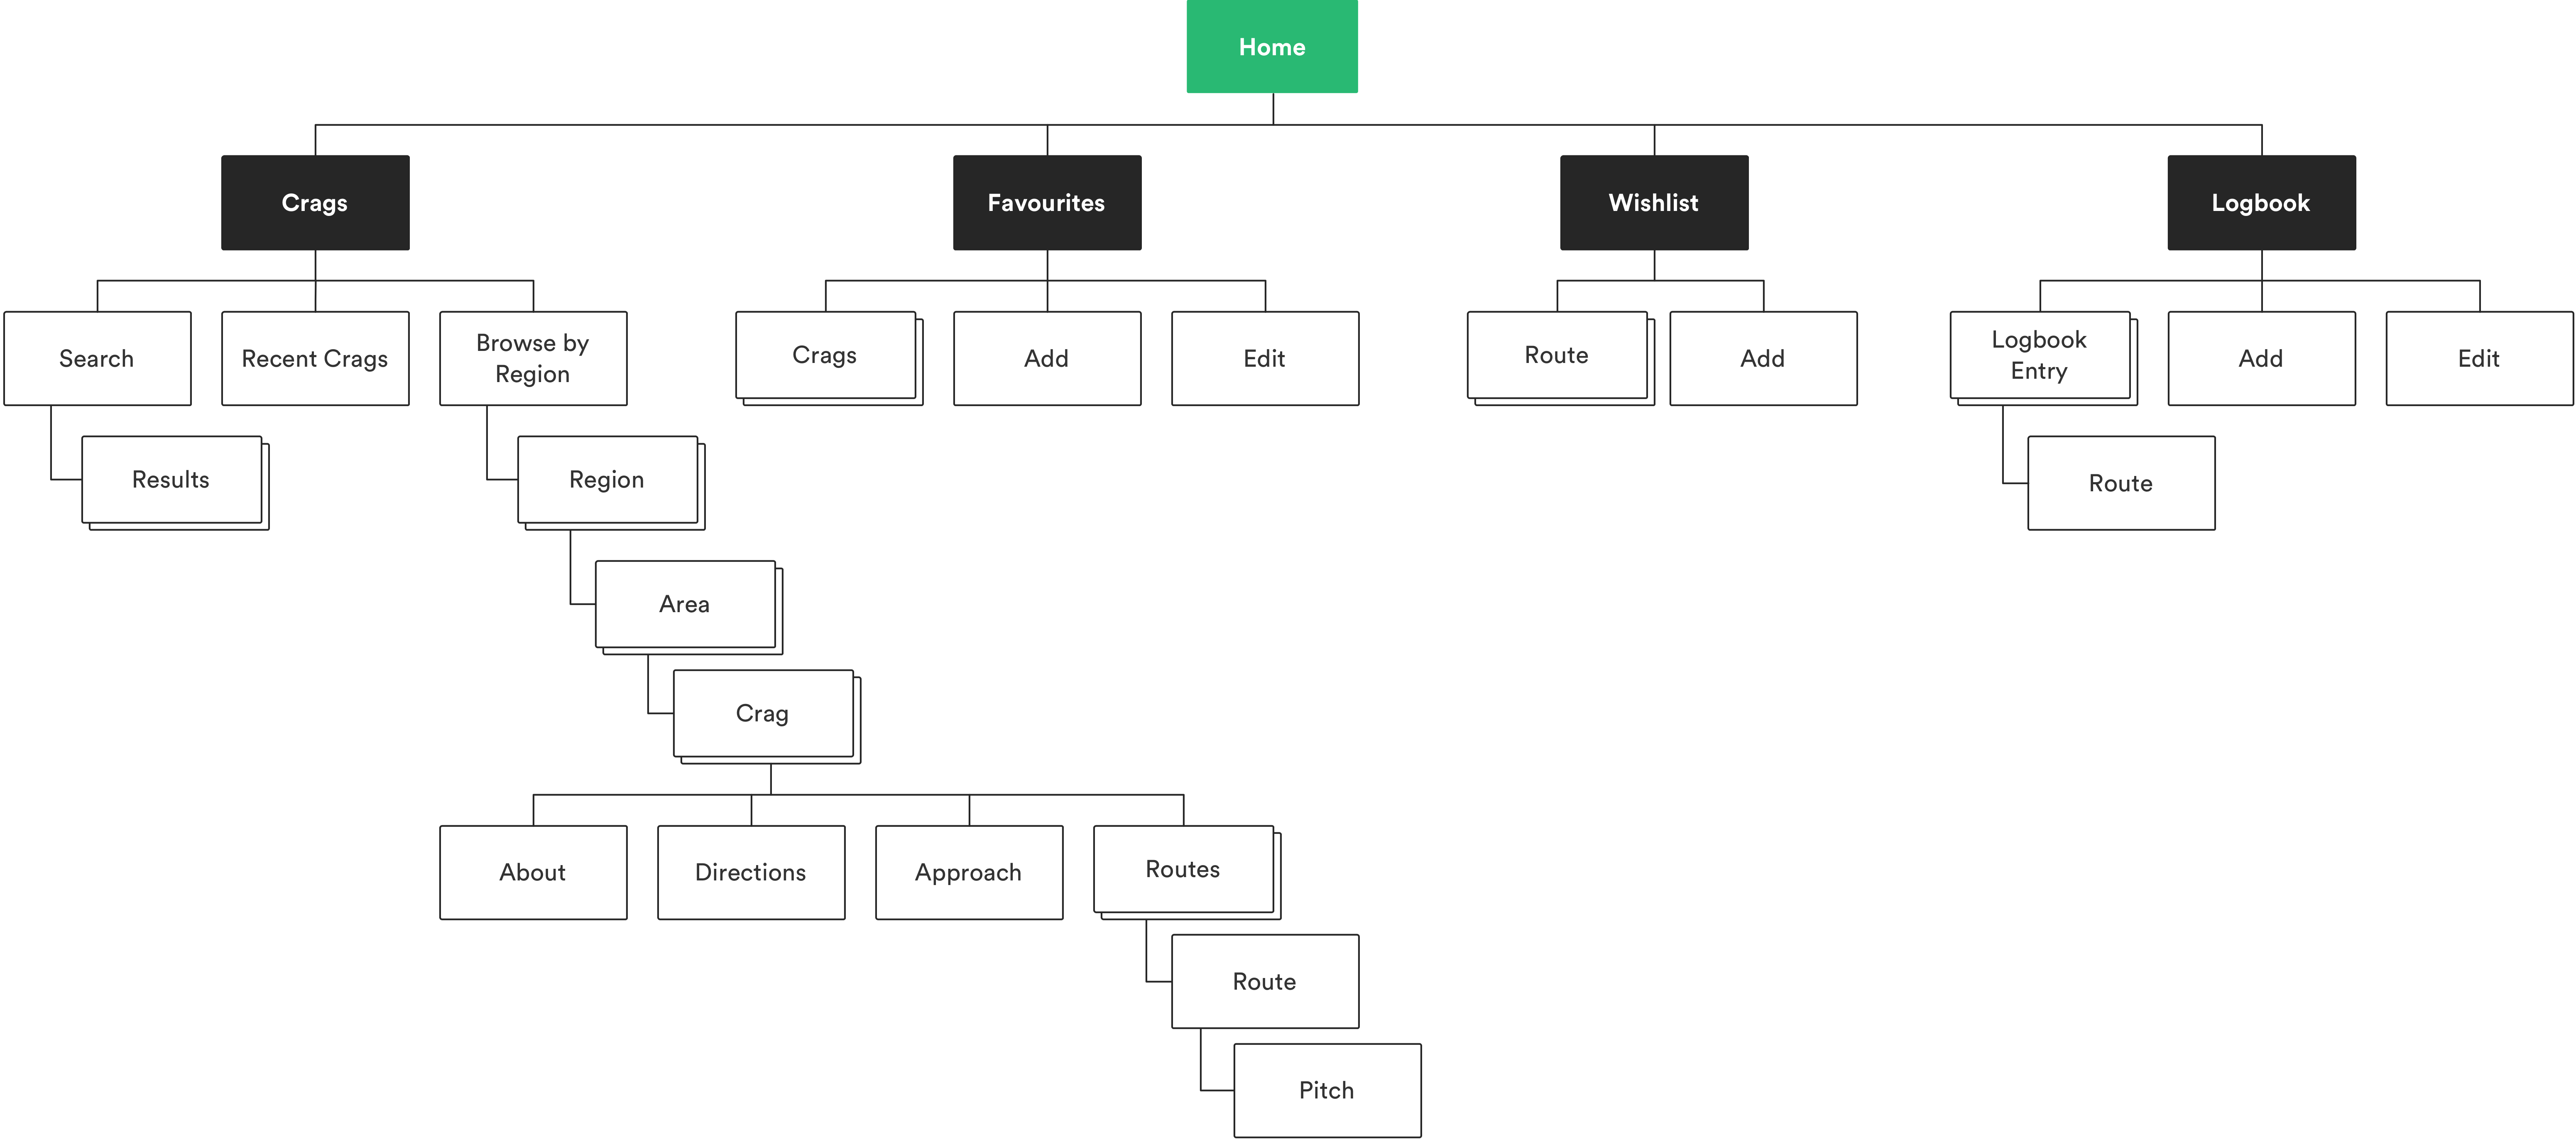 Home
Crags
Favourites
Wishlist
Logbook
Search
Recent Crags
Browse by
Region
Crags
Add
Edit
Route
Add
Logbook
Entry
Add
Edit
Results
Region
Route
Area
Crag
About
Directions
Approach
Routes
Route
Pitch